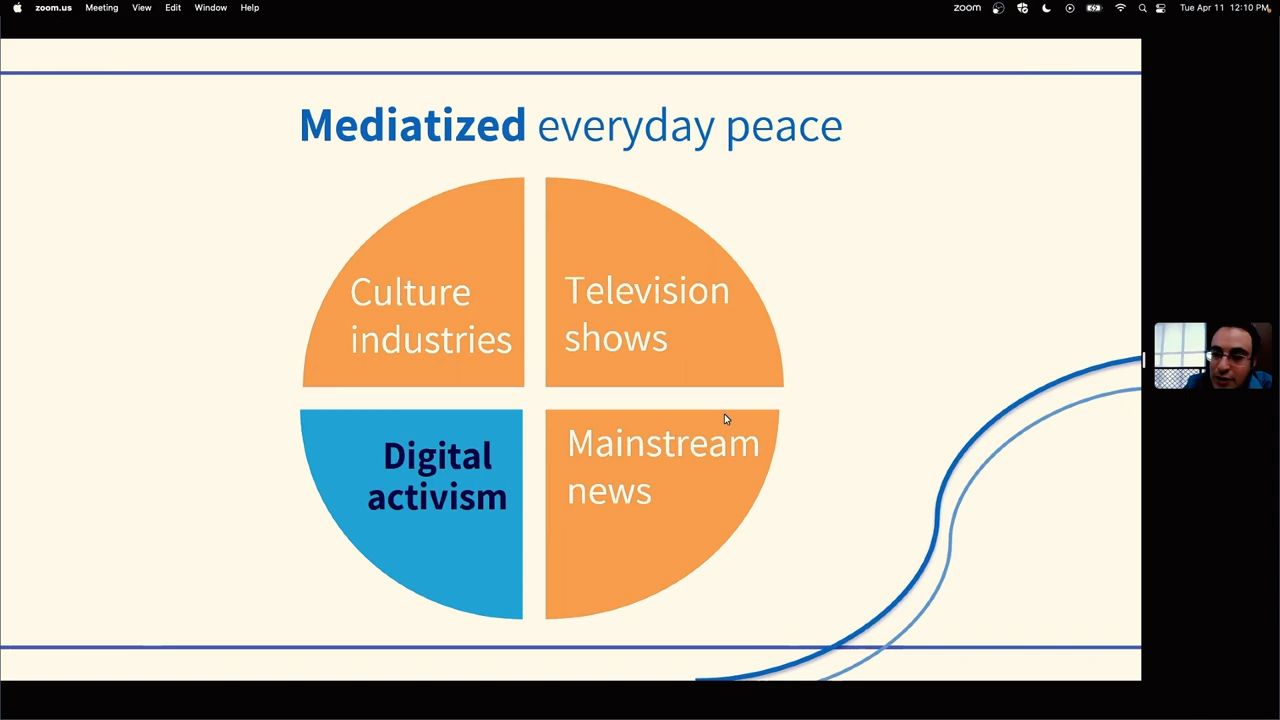 zoom.us Meeting View Edit Window Help
zoom
Tue Apr 11 12:10 PM
Mediatized everyday peace
Culture
industries
Television
shows
Digital
activism
Mainstream
news